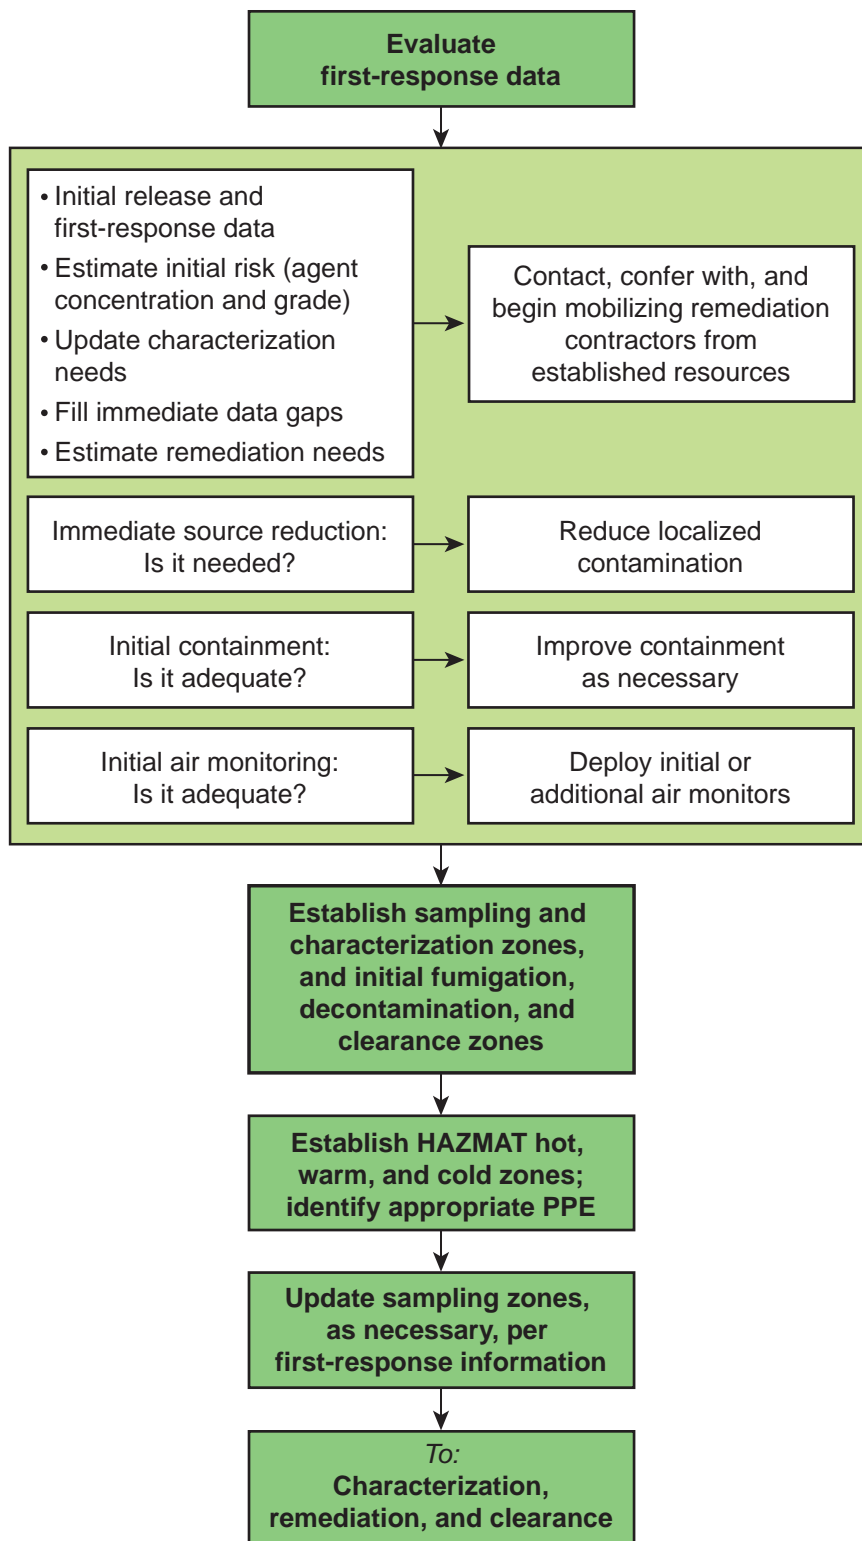 Evaluate
first-response data
• Initial release and
first-response data
• Estimate initial risk (agent
concentration and grade)
• Update characterization
needs
• Fill immediate data gaps
• Estimate remediation needs
Contact, confer with, and
begin mobilizing remediation
contractors from
established resources
Immediate source reduction:
Is it needed?
Reduce localized
contamination
Initial containment:
Is it adequate?
Improve containment
as necessary
Initial air monitoring:
Is it adequate?
Deploy initial or
additional air monitors
Establish sampling and
characterization zones,
and initial fumigation,
decontamination, and
clearance zones
Establish HAZMAT hot,
warm, and cold zones;
identify appropriate PPE
Update sampling zones,
as necessary, per
first-response information
To:
Characterization,
remediation, and clearance